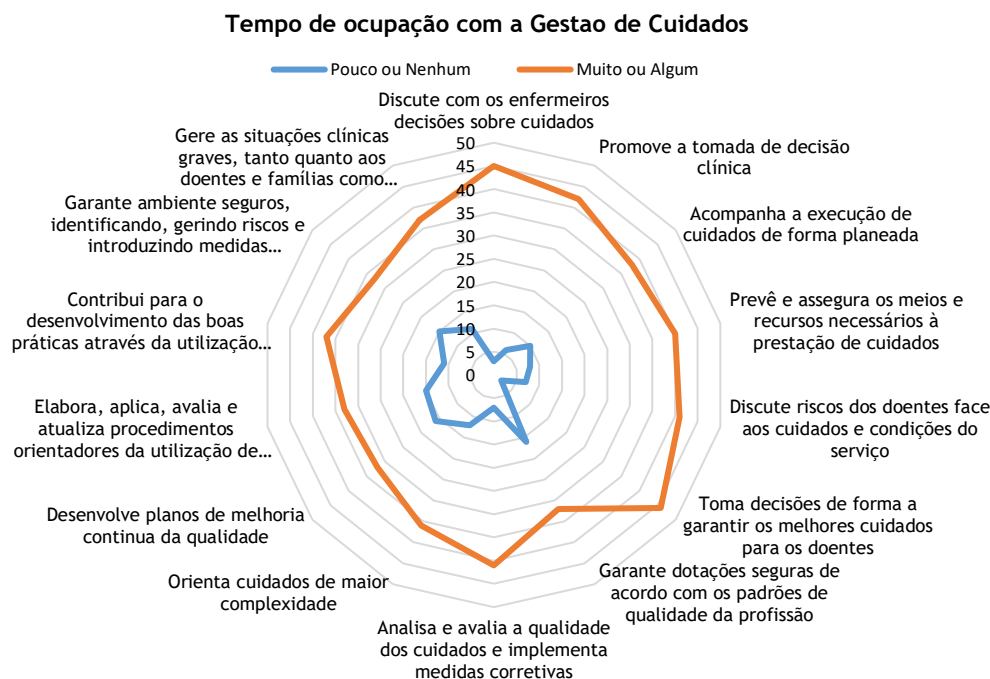 Tempo de ocupação com a Gestao de Cuidados
Pouco ou Nenhum
Muito ou Algum
Discute com os enfermeiros
decisões sobre cuidados
Promove a tomada de decisão
clínica
Acompanha a execução de
cuidados de forma planeada
Prevê e assegura os meios e
recursos necessários à
prestação de cuidados
Discute riscos dos doentes face
aos cuidados e condições do
serviço
Toma decisões de forma a
garantir os melhores cuidados
para os doentes
Garante dotações seguras de
acordo com os padrões de
qualidade da profissão
Analisa e avalia a qualidade
dos cuidados e implementa
medidas corretivas
Orienta cuidados de maior
complexidade
Desenvolve planos de melhoria
continua da qualidade
Elabora, aplica, avalia e
atualiza procedimentos
orientadores da utilização de…
Contribui para o
desenvolvimento das boas
práticas através da utilização…
Garante ambiente seguros,
identificando, gerindo riscos e
introduzindo medidas…
Gere as situações clínicas
graves, tanto quanto aos
doentes e famílias como…
50
45
40
35
30
25
20
15
10
5
0